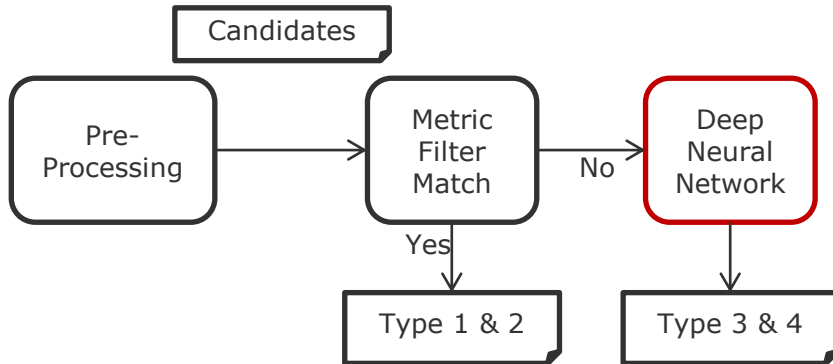 Candidates
Pre-
Processing
Metric
Filter
Match
No
Deep
Neural
Network
Yes
Type 1 & 2
Type 3 & 4